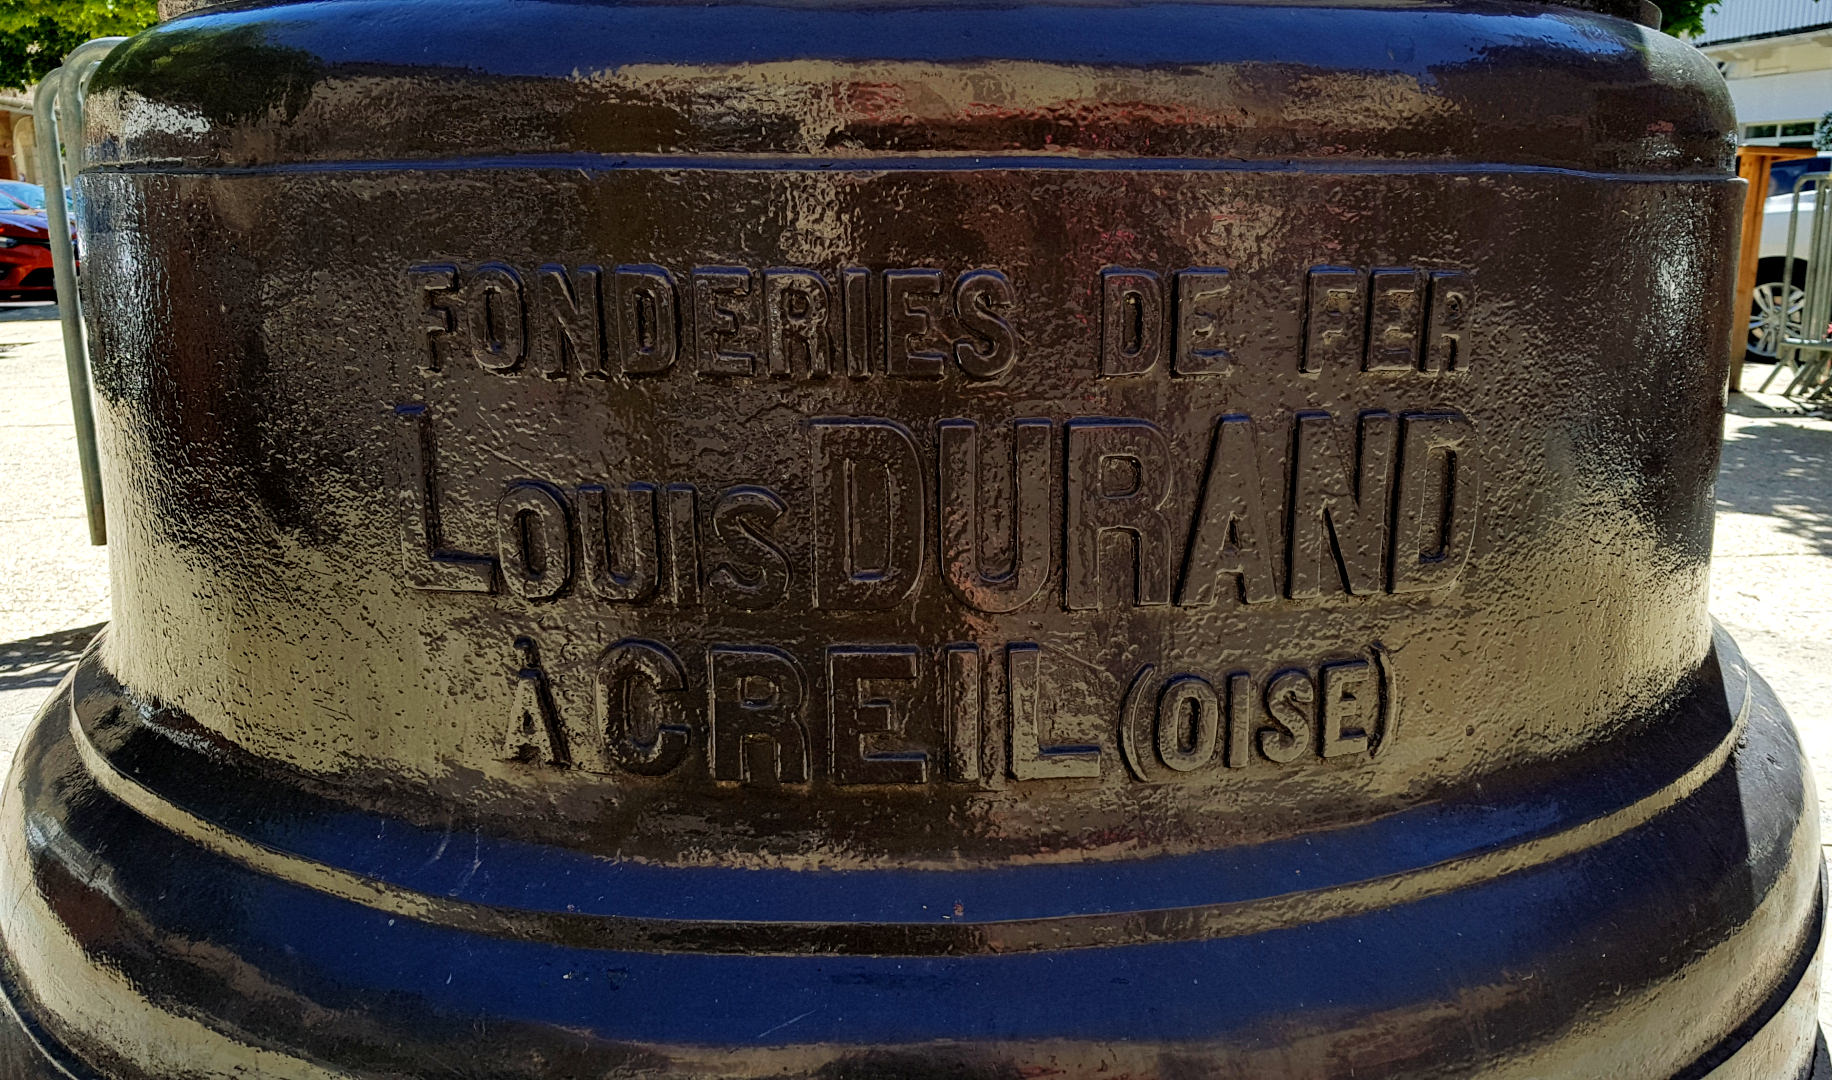 FONDERIES DE FER
LOUIS DURAND
À CREIL (OISE)